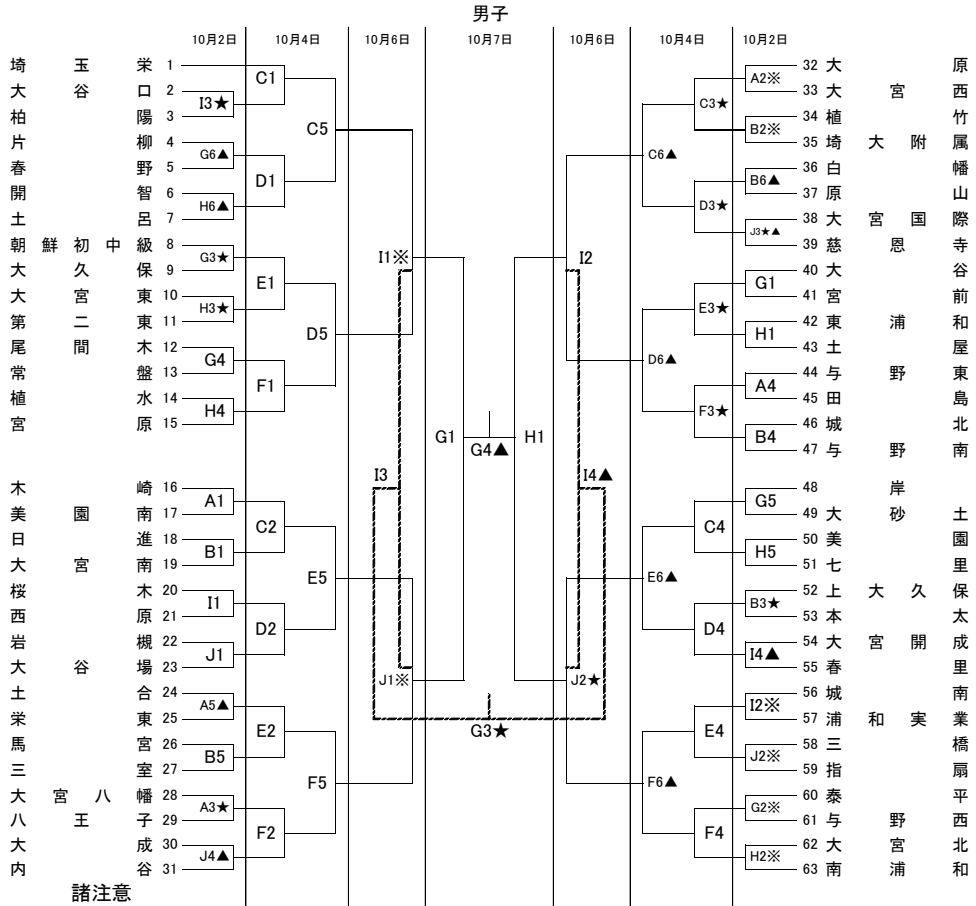 男子
10月2日 10月4日 10月6日 10月7日 10月6日 10月4日 10月2日
埼玉栄 1 32 大原
C1 A2※
大谷口 2 33 大宮西
I3★ C3★
柏陽 3 34 植竹
C5 B2※
片柳 4 35 埼大附属
G6▲ C6▲
春野 5 36 白幡
D1 B6▲
開智 6 37 原山
H6▲ D3★
土呂 7 38 大宮国際
J3★▲
朝鮮初中級 8 39 慈恩寺
G3★ I1※ I2
大久保 9 40 大谷
E1 G1
大宮東 10 41 宮前
H3★ E3★
第二東 11 42 東浦和
D5 H1
尾間木 12 43 土屋
G4 D6▲
常盤 13 44 与野東
F1 A4
植水 14 45 田島
H4 F3★
宮原 15 46 城北
G1 H1 B4
G4▲
47 与野南
I3 I4▲
木崎 16 48 岸
A1 G5
美園南 17 49 大砂土
C2 C4
日進 18 50 美園
B1 H5
大宮南 19 51 七里
E5 E6▲
桜木 20 52 上大久保
I1 B3★
西原 21 53 本太
D2 D4
岩槻 22 54 大宮開成
J1 I4▲
大谷場 23 55 春里
J1※ J2★
土合 24 56 城南
A5▲ I2※
栄東 25 57 浦和実業
E2 G3★ E4
馬宮 26 58 三橋
B5 J2※
三室 27 59 指扇
F5 F6▲
大宮八幡 28 60 泰平
A3★ G2※
八王子 29 61 与野西
F2 F4
大成 30 62 大宮北
J4▲ H2※
内谷 31 63 南浦和
諸注意